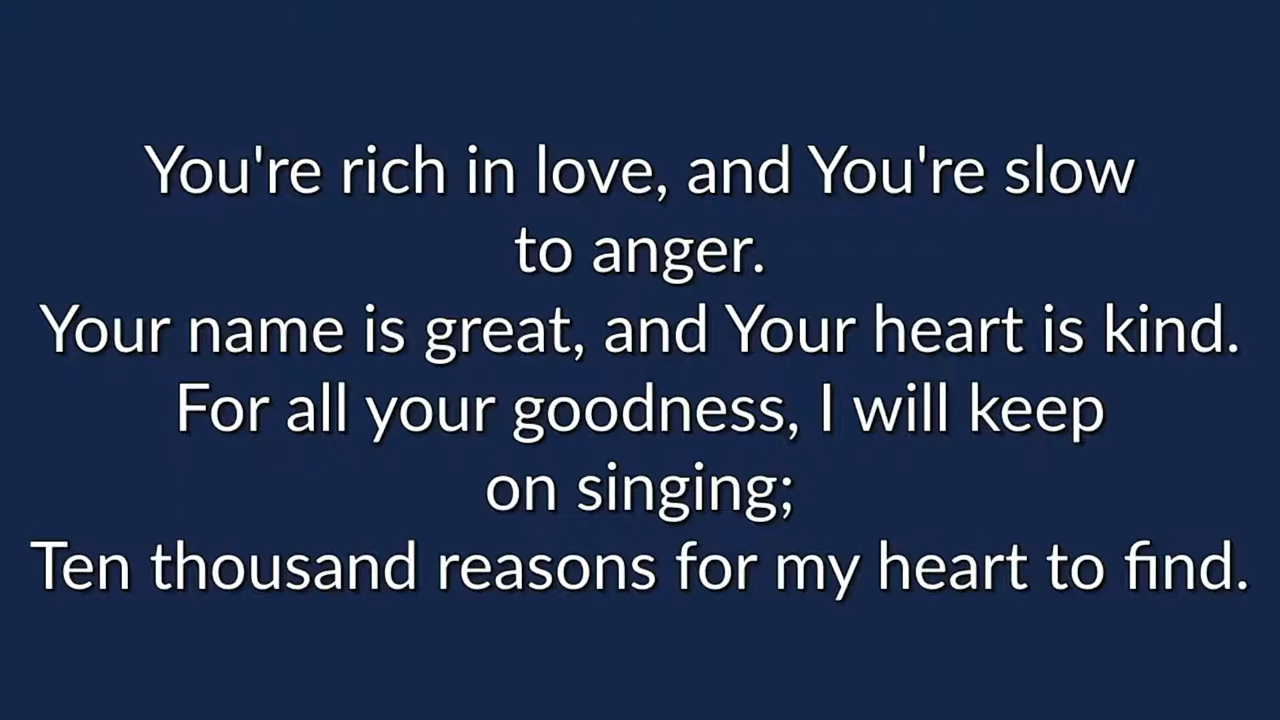 You're rich in love, and You're slow
to anger.
Your name is great, and Your heart is kind.
For all your goodness, I will keep
on singing;
Ten thousand reasons for my heart to find.